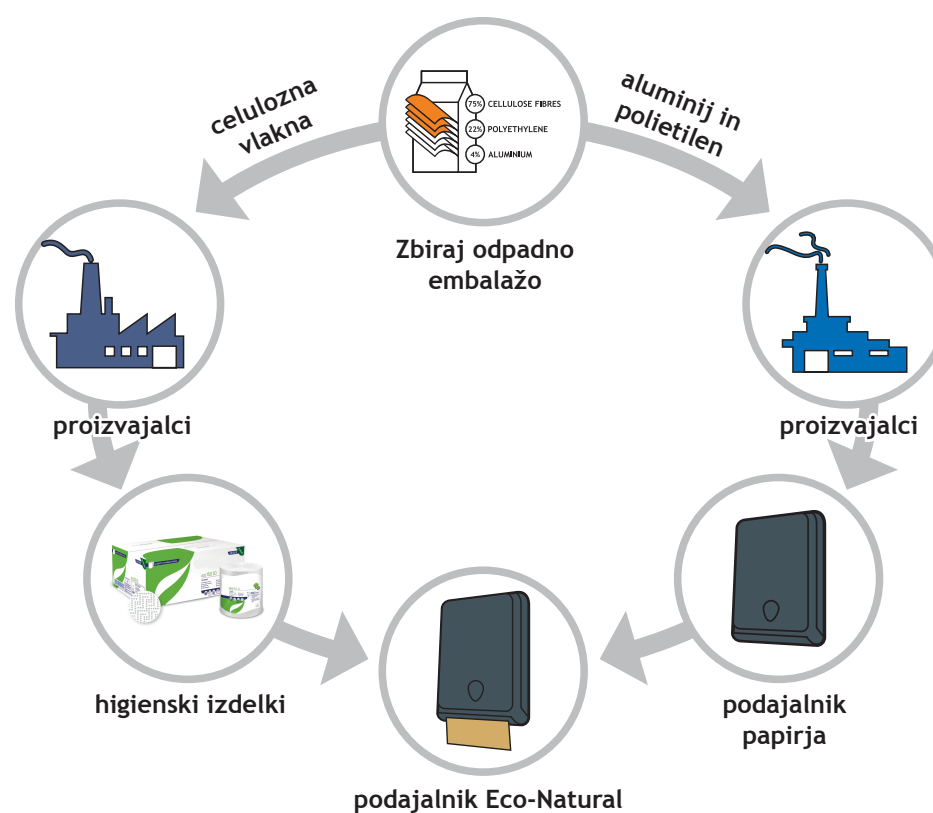 celulozna
vlakna
aluminij in
polietilen
75% CELLULOSE FIBRES
22% POLYETHYLENE
4% ALUMINIUM
Zbiraj odpadno
embalažo
proizvajalci
proizvajalci
higienski izdelki
podajalnik
papirja
podajalnik Eco-Natural